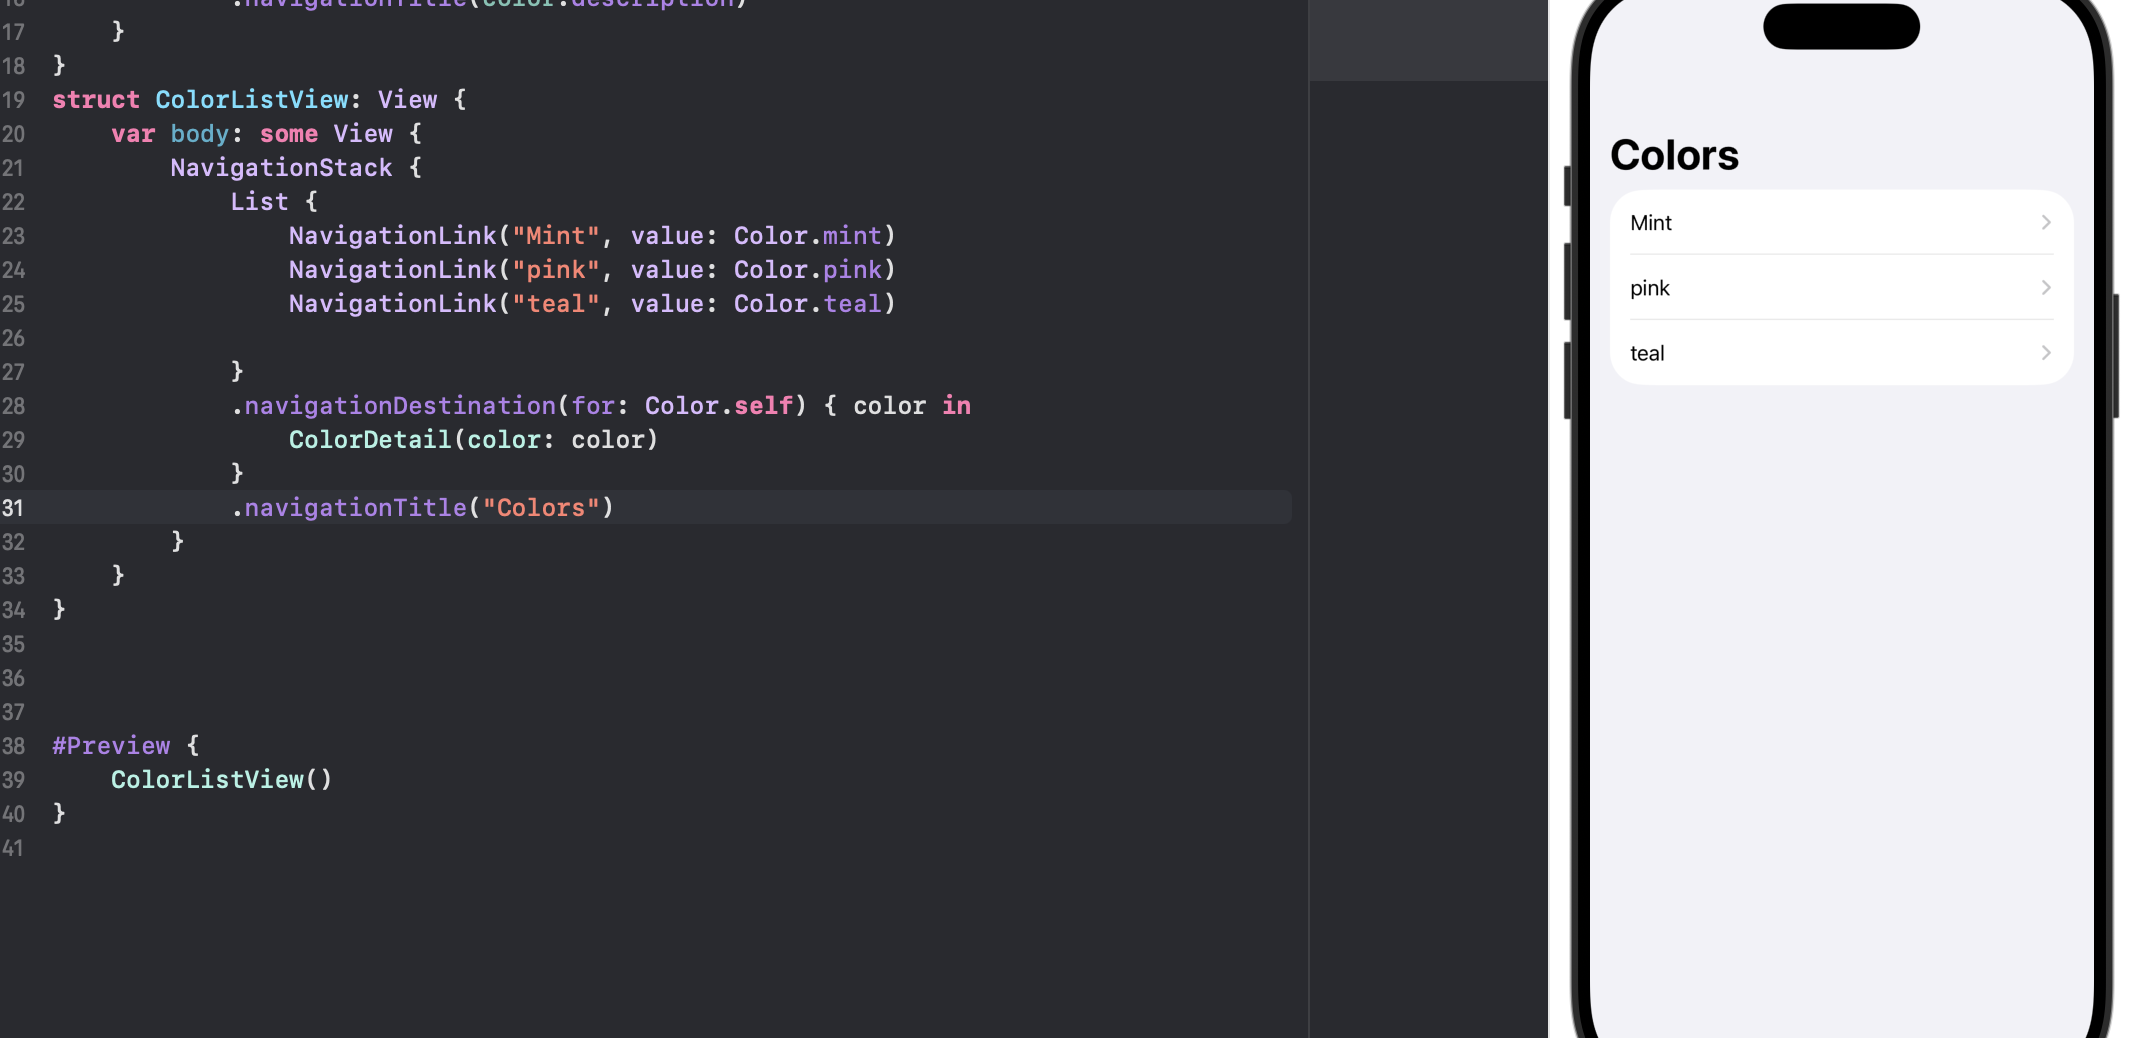 16            .navigationTitle(color.description)
17    }
18 }
19 struct ColorListView: View {
20    var body: some View {
21        NavigationStack {
22            List {
23                NavigationLink("Mint", value: Color.mint)
24                NavigationLink("pink", value: Color.pink)
25                NavigationLink("teal", value: Color.teal)
26
27            }
28            .navigationDestination(for: Color.self) { color in
29                ColorDetail(color: color)
30            }
31            .navigationTitle("Colors")
32        }
33    }
34 }
35
36
37
38 #Preview {
39    ColorListView()
40 }
41
Colors
Mint
pink
teal